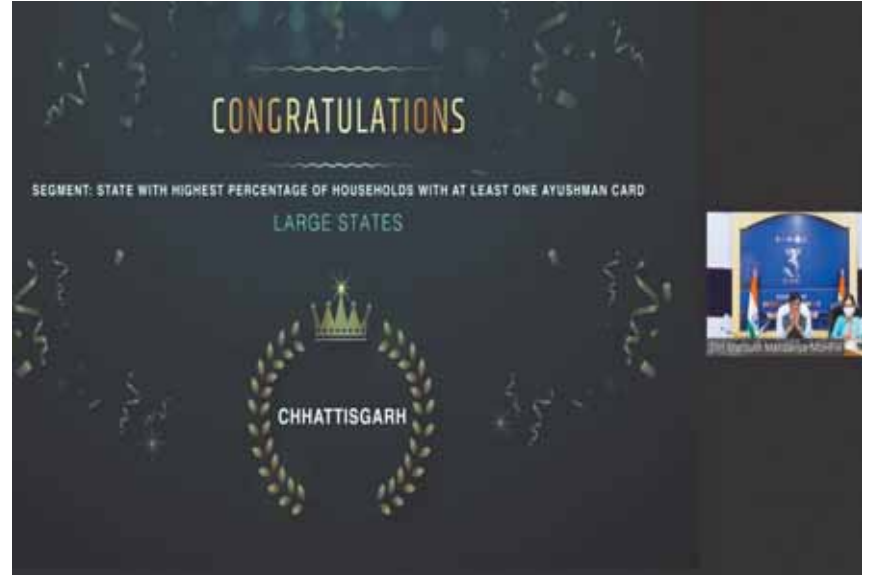 CONGRATULATIONS
SEGMENT: STATE WITH HIGHEST PERCENTAGE OF HOUSEHOLDS WITH AT LEAST ONE AYUSHMAN CARD
LARGE STATES
CHHATTISGARH